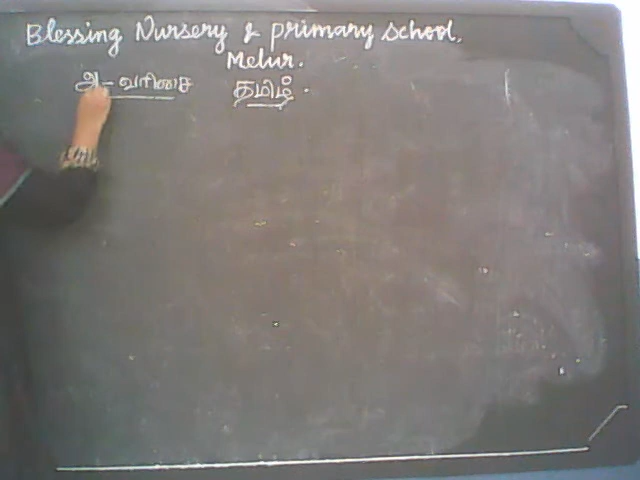 Blessing Nursery & primary school,
Melur.
அ - வரிசை தமிழ்.